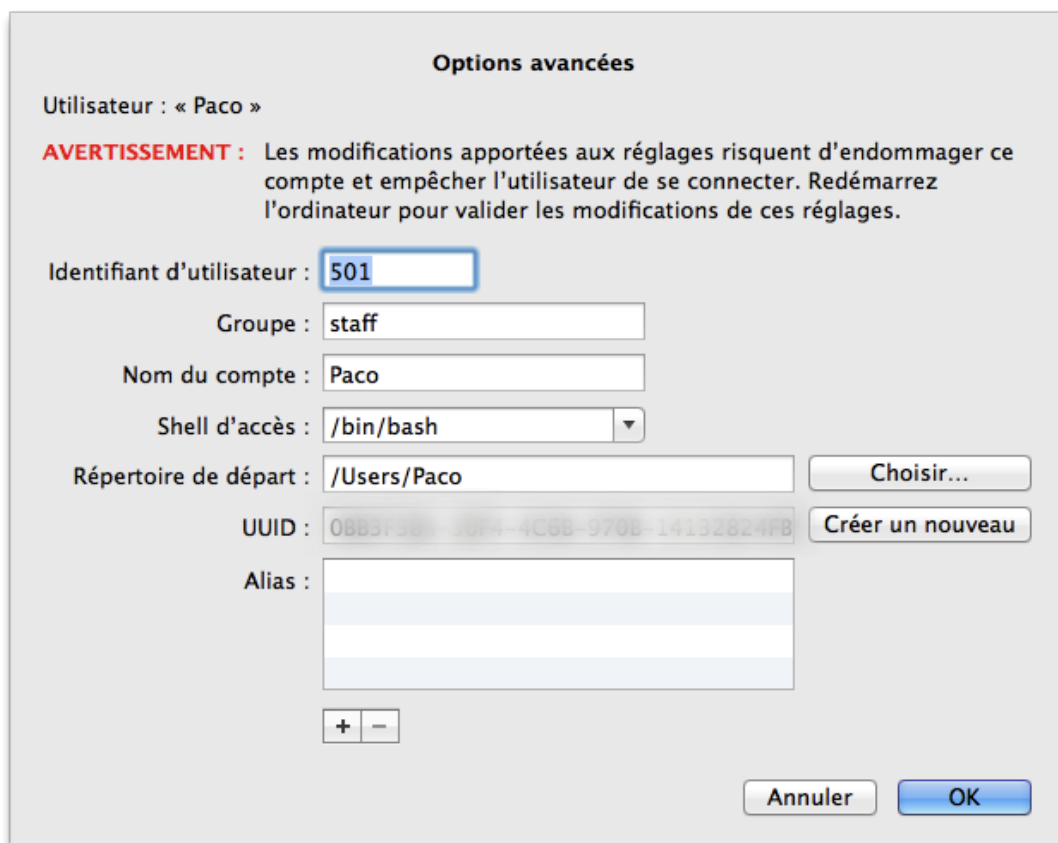 Options avancées
Utilisateur : « Paco »
AVERTISSEMENT : Les modifications apportées aux réglages risquent d'endommager ce
compte et empêcher l'utilisateur de se connecter. Redémarrez
l'ordinateur pour valider les modifications de ces réglages.
Identifiant d'utilisateur : 501
Groupe : staff
Nom du compte : Paco
Shell d'accès : /bin/bash
Répertoire de départ : /Users/Paco Choisir...
UUID : Créer un nouveau
Alias :
+ −
Annuler OK